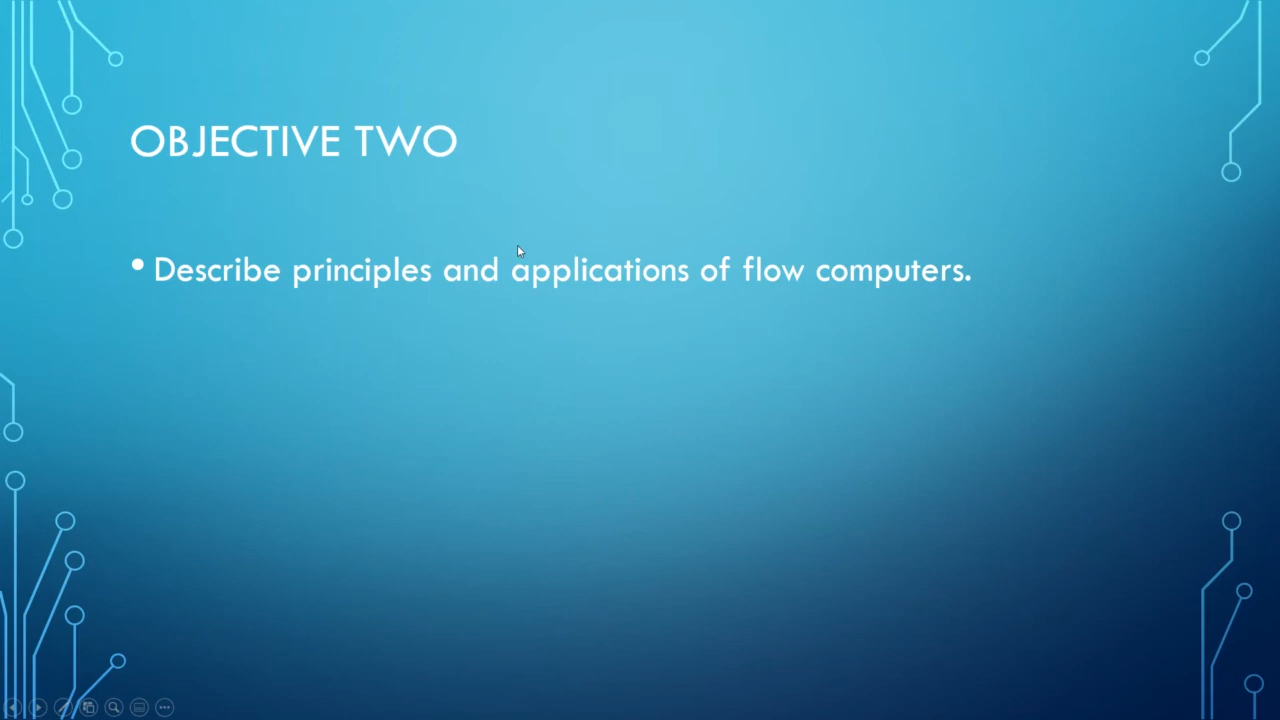 OBJECTIVE TWO
• Describe principles and applications of flow computers.